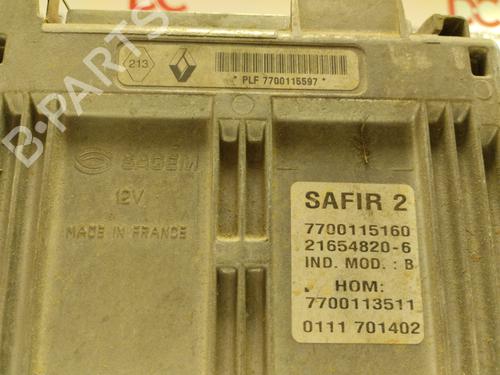 213
* PLF 7700115597 *
B-PARTS
SAGEM
12V
MADE IN FRANCE
SAFIR 2
7700115160
21654820-6
IND. MOD. : B
HOM:
7700113511
0111 701402